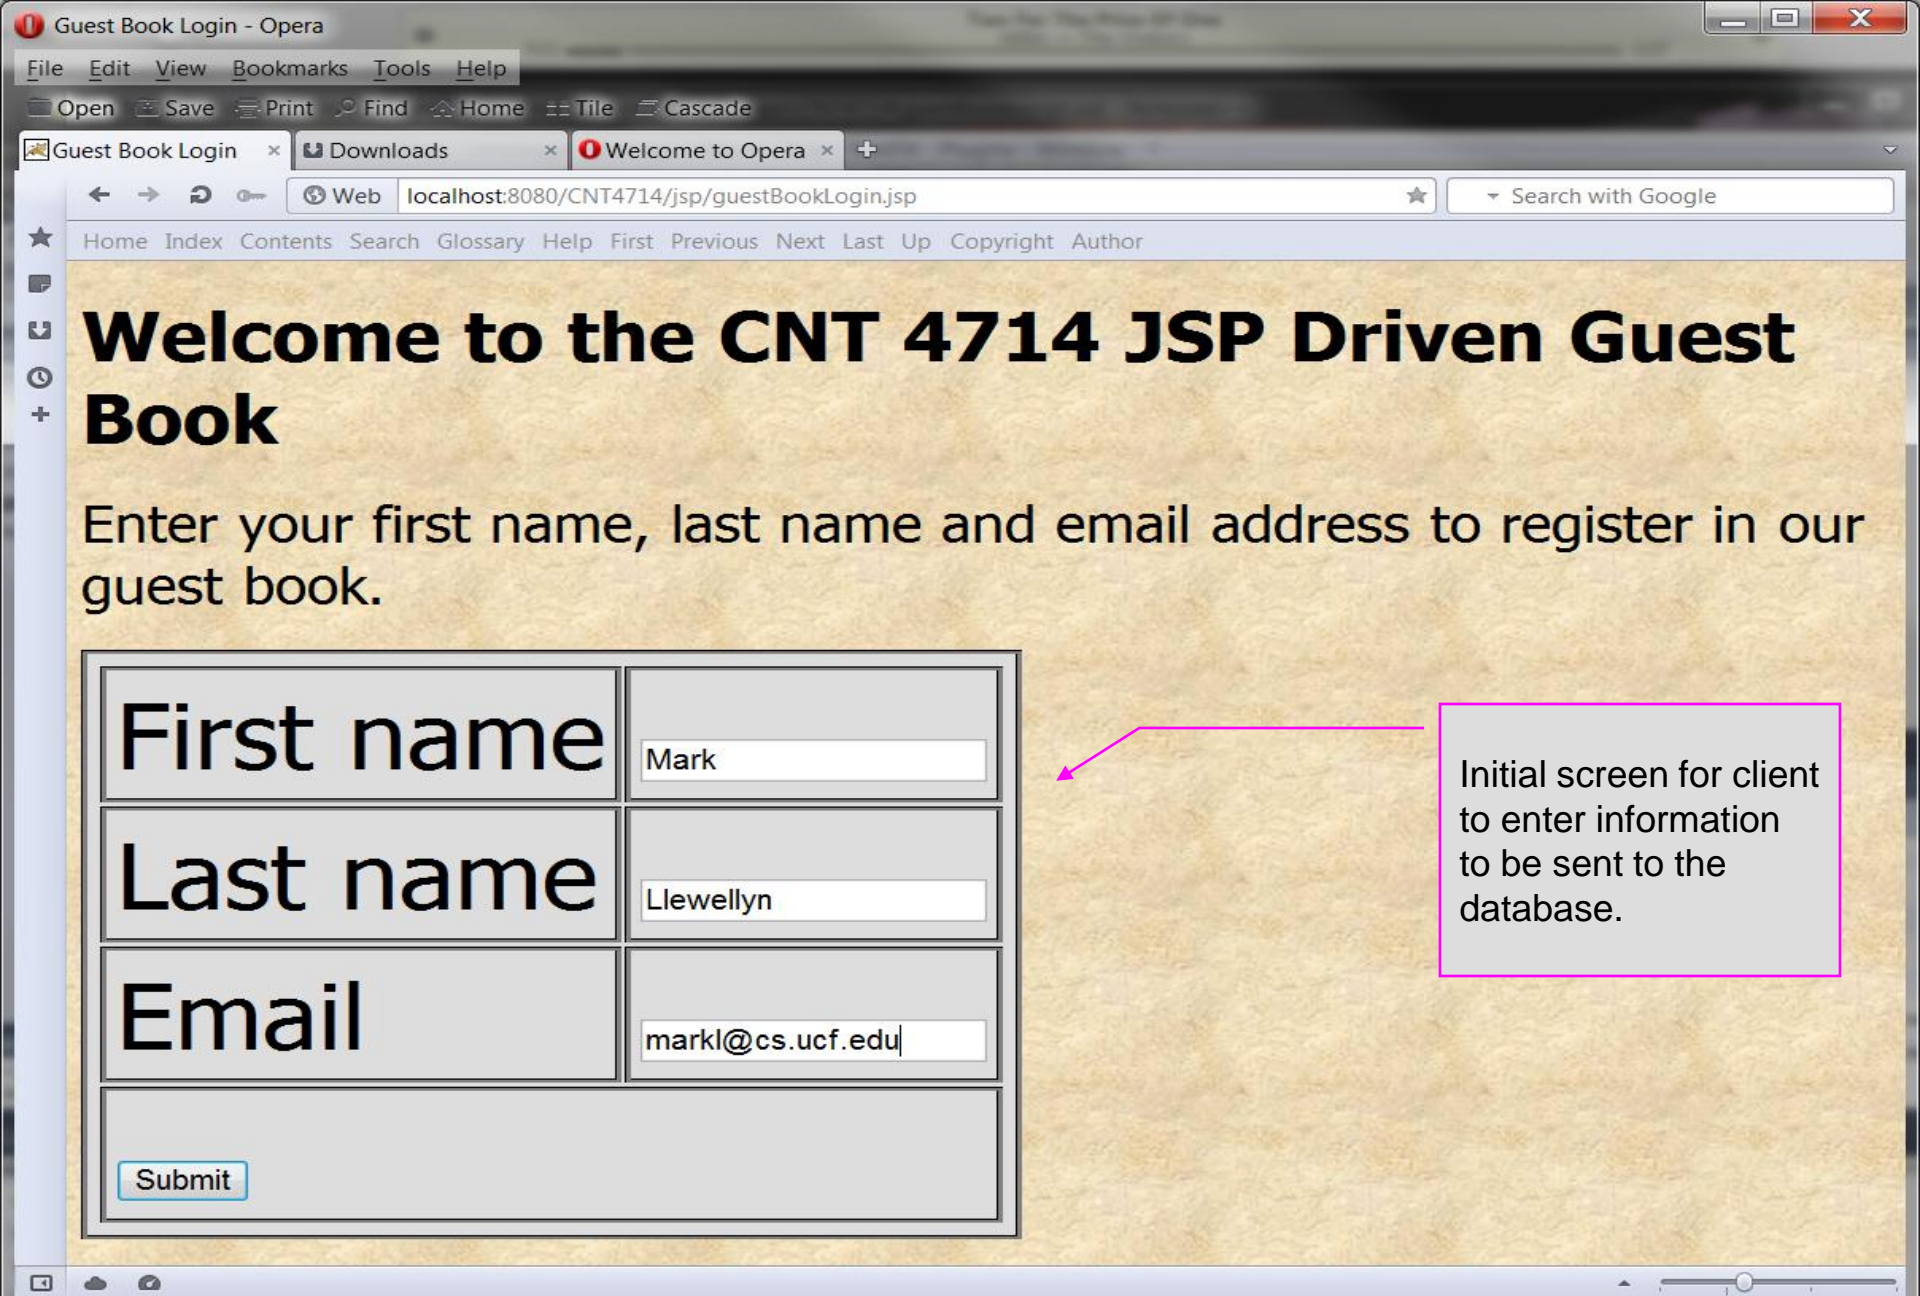 Guest Book Login - Opera
File Edit View Bookmarks Tools Help
Open Save Print Find Home Tile Cascade
Guest Book Login Downloads Welcome to Opera
Web localhost:8080/CNT4714/jsp/guestBookLogin.jsp Search with Google
Home Index Contents Search Glossary Help First Previous Next Last Up Copyright Author
Welcome to the CNT 4714 JSP Driven Guest
Book
Enter your first name, last name and email address to register in our
guest book.
First name Mark
Last name Llewellyn
Email markl@cs.ucf.edu
Submit
Initial screen for client
to enter information
to be sent to the
database.